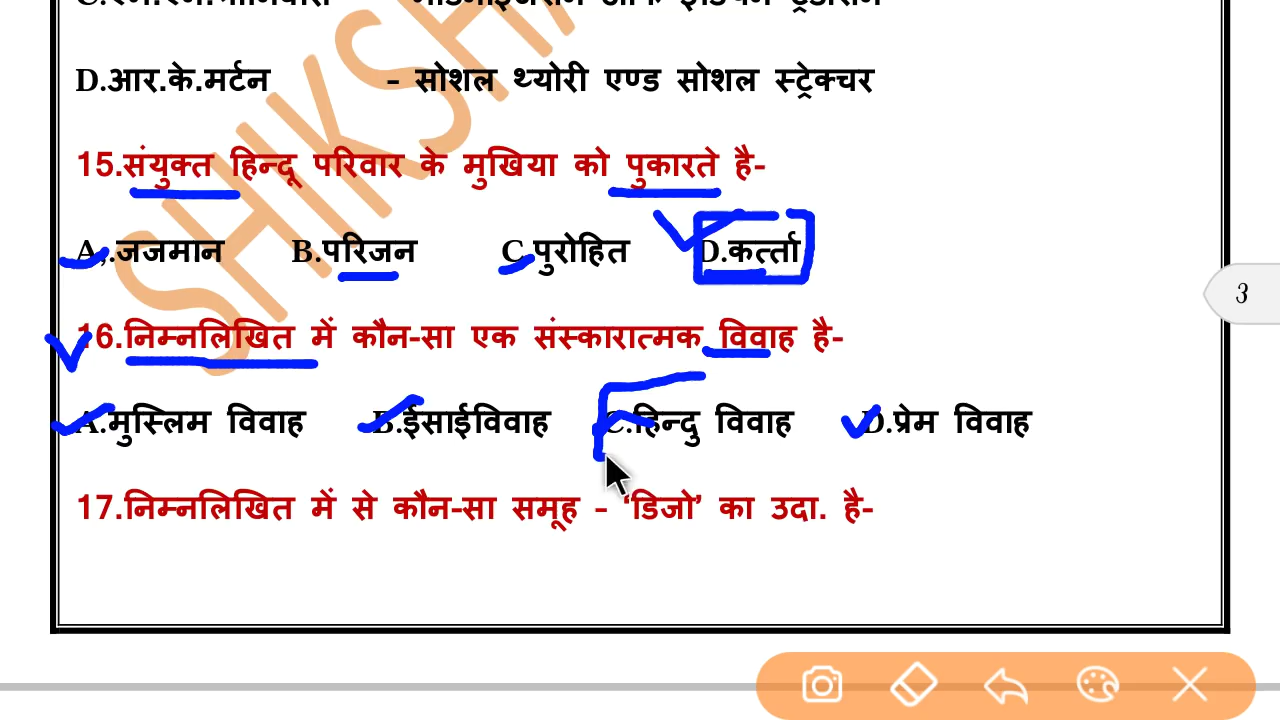 D.आर.के.मर्टन - सोशल थ्योरी एण्ड सोशल स्ट्रेक्चर
15.संयुक्त हिन्दू परिवार के मुखिया को पुकारते है-
A,.जजमान B.परिजन C.पुरोहित D.कर्त्ता
16.निम्नलिखित में कौन-सा एक संस्कारात्मक विवाह है-
A.मुस्लिम विवाह B.ईसाईविवाह C.हिन्दु विवाह D.प्रेम विवाह
17.निम्नलिखित में से कौन-सा समूह - ‘डिजो’ का उदा. है-
3